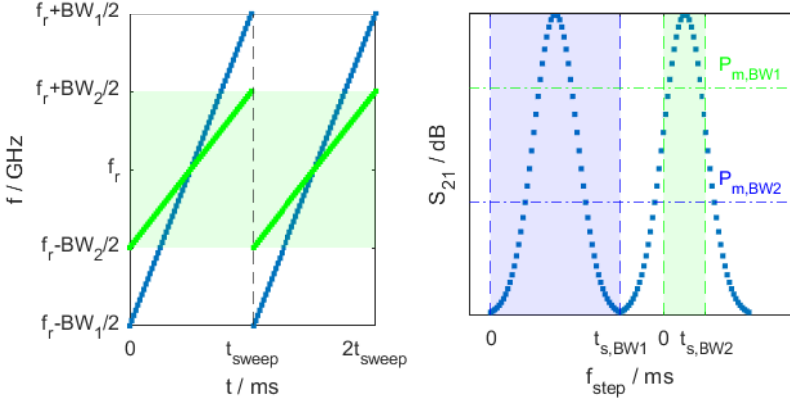 f / GHz
f_r+BW_1/2
f_r+BW_2/2
f_r
f_r-BW_2/2
f_r-BW_1/2
0 t_sweep 2t_sweep
t / ms
S_21 / dB
P_m,BW1
P_m,BW2
0 t_s,BW1 0 t_s,BW2
f_step / ms